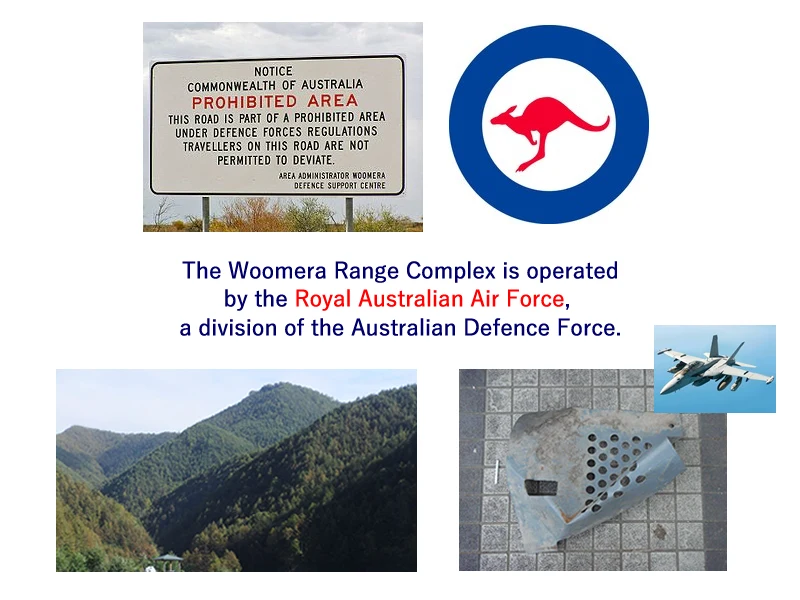 NOTICE
COMMONWEALTH OF AUSTRALIA
PROHIBITED AREA
THIS ROAD IS PART OF A PROHIBITED AREA
UNDER DEFENCE FORCES REGULATIONS
TRAVELLERS ON THIS ROAD ARE NOT
PERMITTED TO DEVIATE.
AREA ADMINISTRATOR WOOMERA
DEFENCE SUPPORT CENTRE
The Woomera Range Complex is operated
by the Royal Australian Air Force,
a division of the Australian Defence Force.